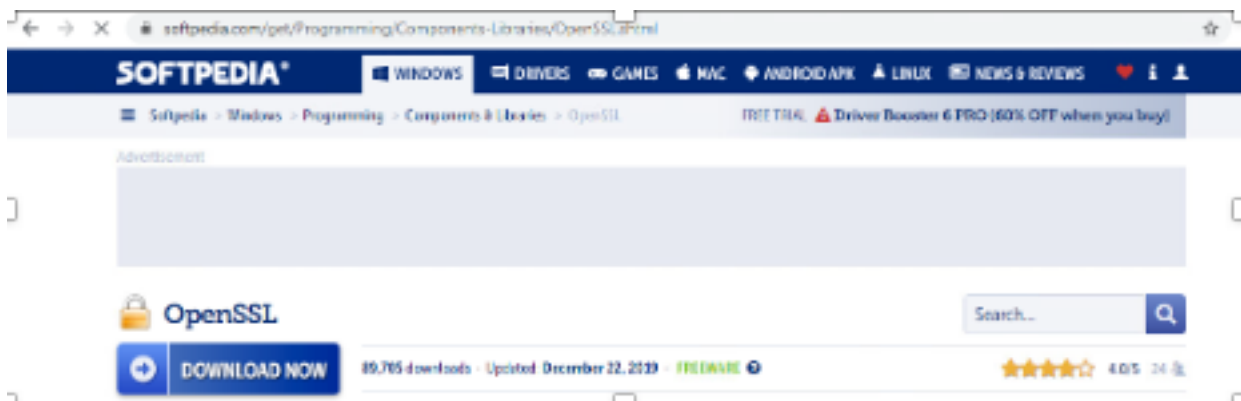 softpedia.com/get/Programming/Components-Libraries/OpenSSL.shtml
SOFTPEDIA®
WINDOWS DRIVERS GAMES MAC ANDROID APK LINUX NEWS & REVIEWS
Softpedia > Windows > Programming > Components & Libraries > OpenSSL
FREE TRIAL Driver Booster 6 PRO (60% OFF when you buy)
Advertisement
OpenSSL
Search...
DOWNLOAD NOW
89,705 downloads - Updated: December 22, 2019 - FREEWARE
4.0/5 24